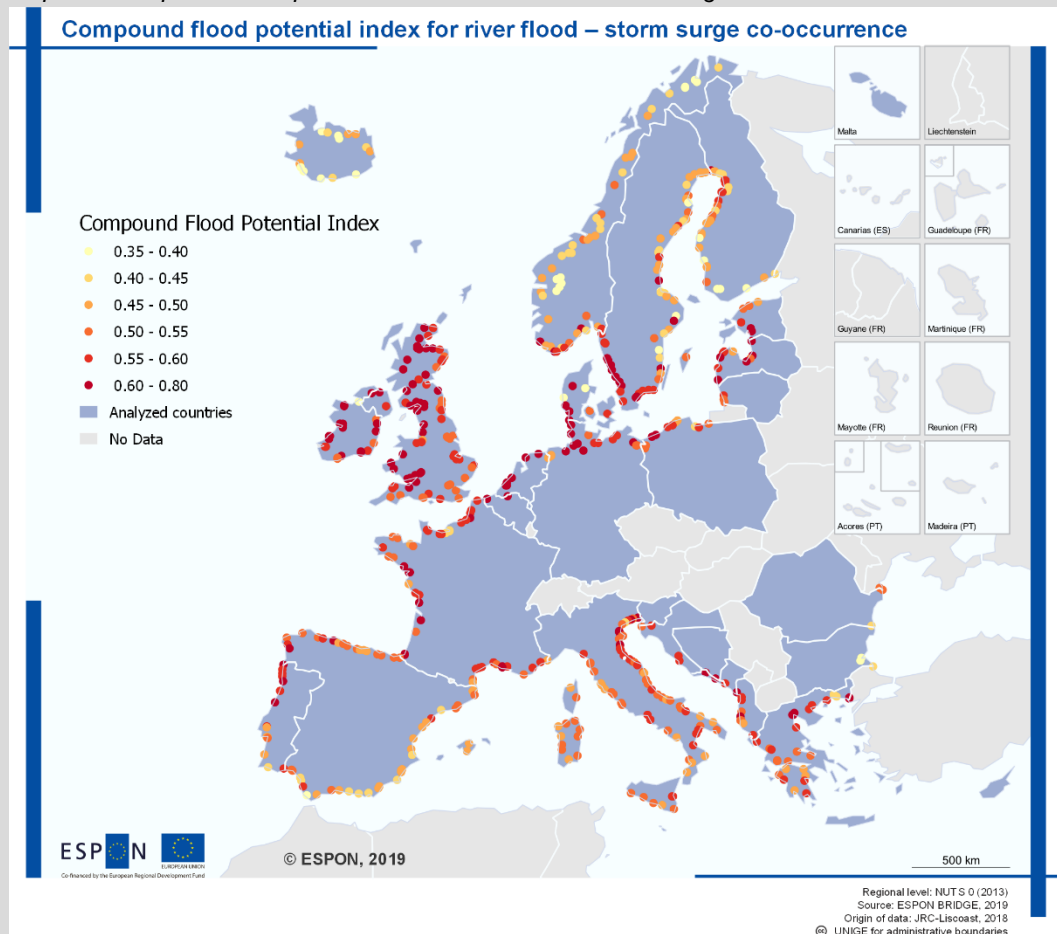 Compound flood potential index for river flood – storm surge co-occurrence
Malta
Liechtenstein
Canarias (ES)
Guadeloupe (FR)
Compound Flood Potential Index
0.35 - 0.40
0.40 - 0.45
0.45 - 0.50
0.50 - 0.55
0.55 - 0.60
0.60 - 0.80
Analyzed countries
No Data
Guyane (FR)
Martinique (FR)
Mayotte (FR)
Reunion (FR)
Acores (PT)
Madeira (PT)
ESPON
EUROPEAN UNION
Co-financed by the European Regional Development Fund
© ESPON, 2019
500 km
Regional level: NUTS 0 (2013)
Source: ESPON BRIDGE, 2019
Origin of data: JRC-Liscoast, 2018
UNIGE for administrative boundaries